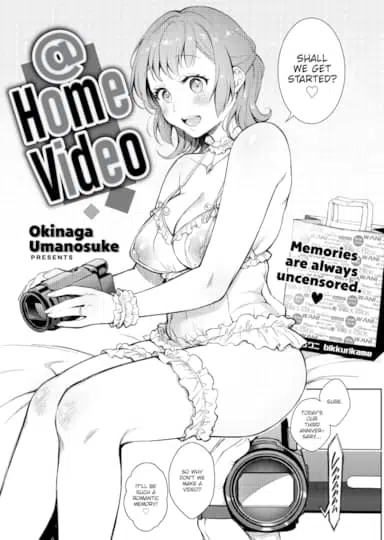 @
Home
Video
Okinaga
Umanosuke
PRESENTS
SHALL
WE GET
STARTED?
♡
Memories
are always
uncensored.
♥
bikkurikame
SURE.
TODAY'S
OUR
THIRD
ANNIVER-
SARY...
SO WHY
DON'T WE
MAKE A
VIDEO?
IT'LL BE
SUCH A
ROMANTIC
MEMORY!
♡